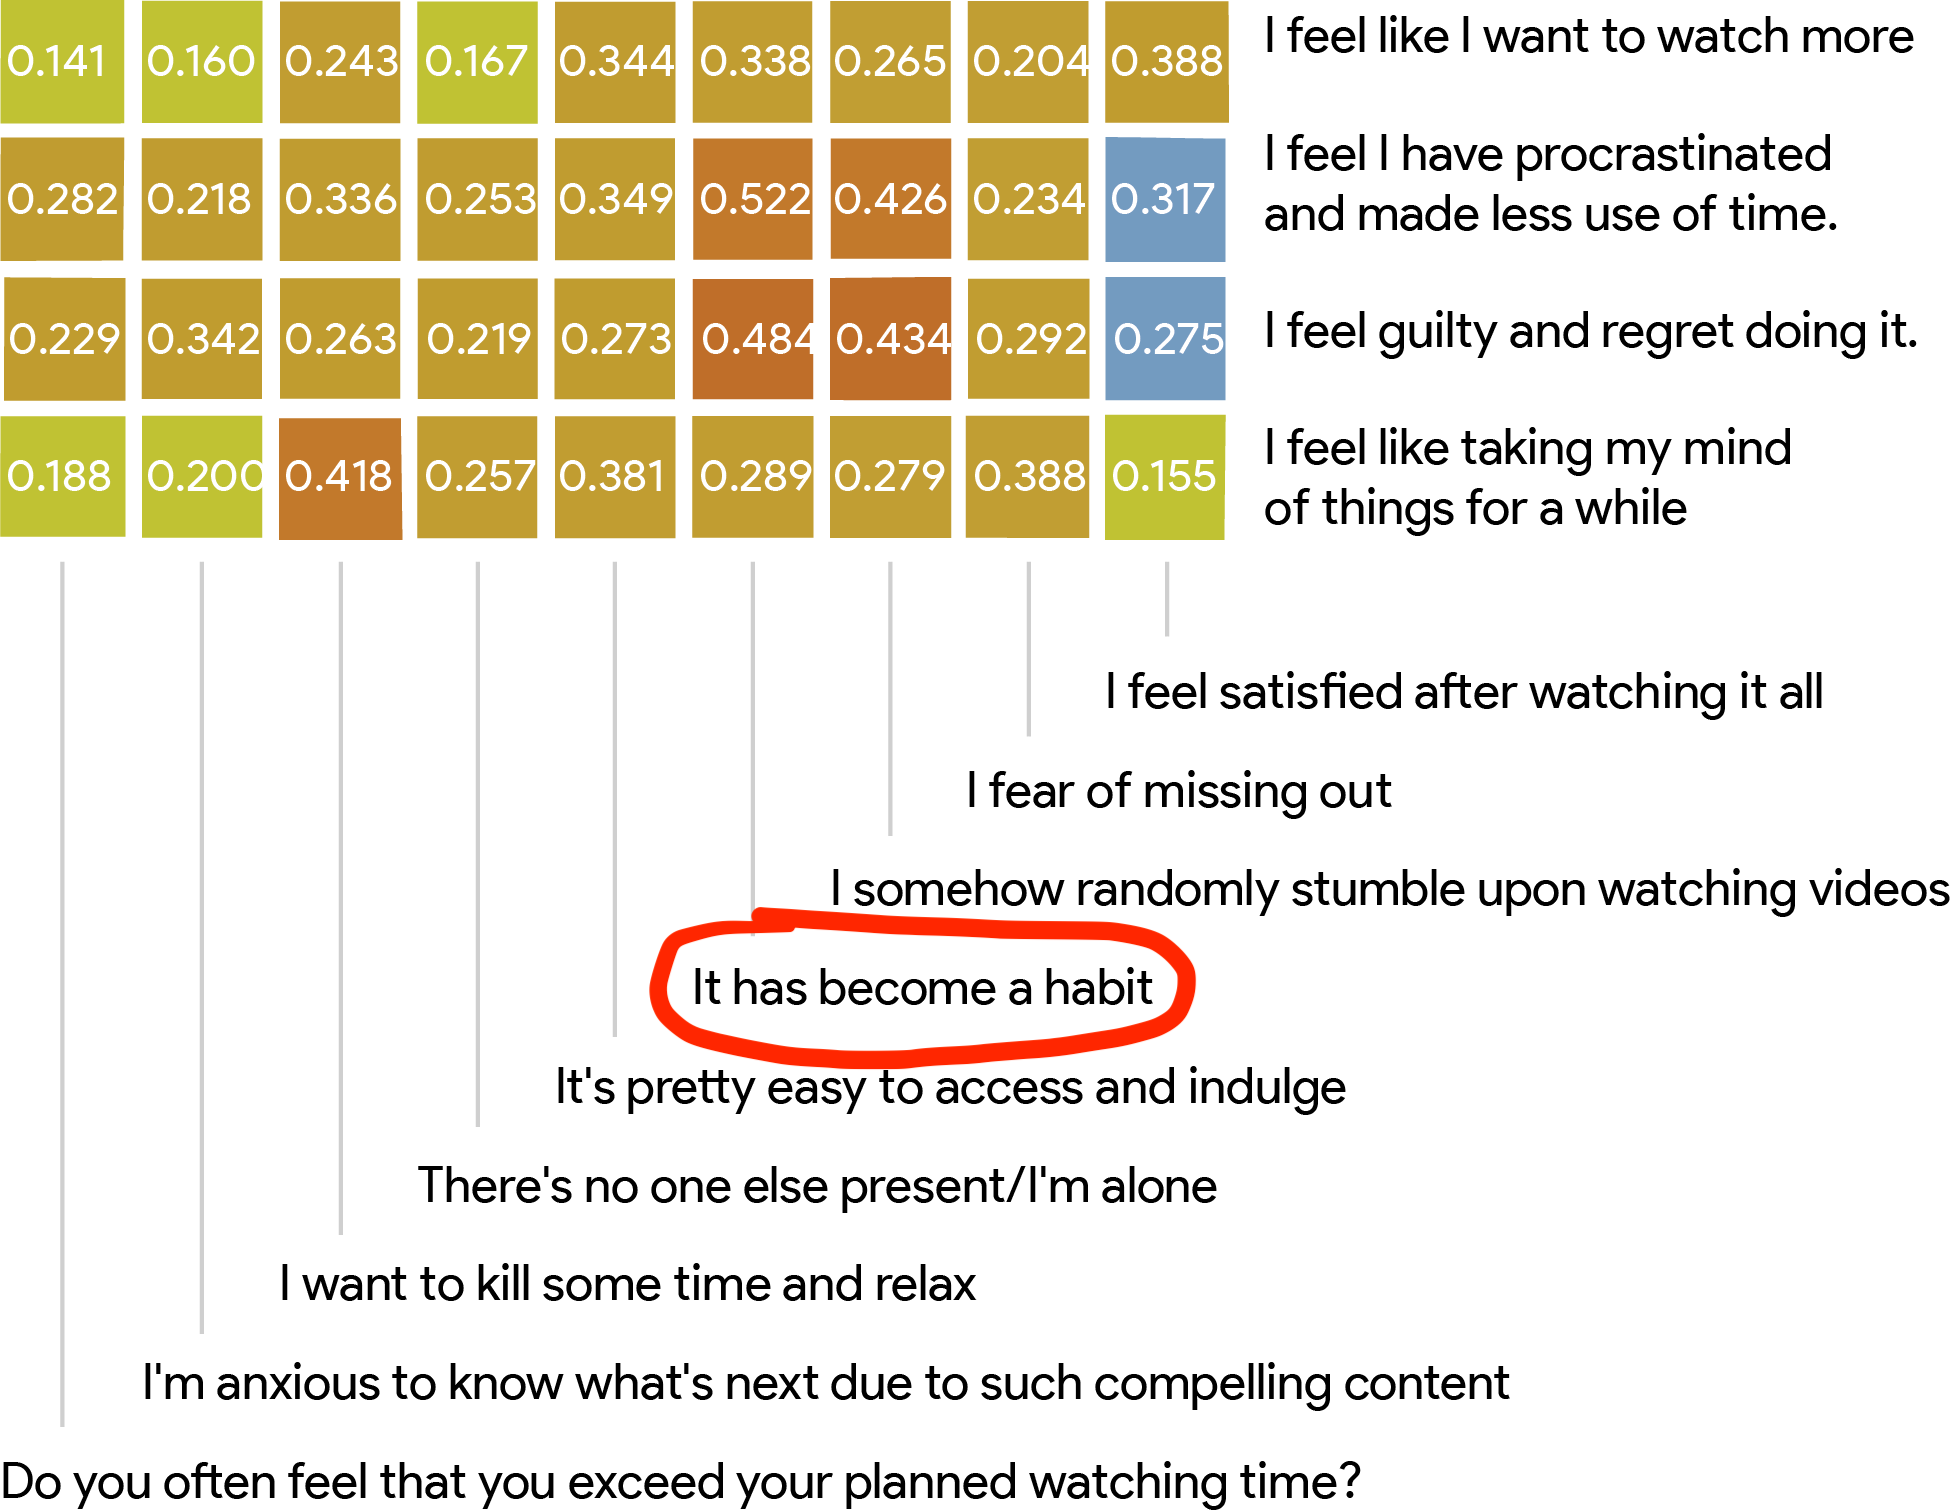 0.141 0.160 0.243 0.167 0.344 0.338 0.265 0.204 0.388 I feel like I want to watch more
0.282 0.218 0.336 0.253 0.349 0.522 0.426 0.234 0.317 I feel I have procrastinated
and made less use of time.
0.229 0.342 0.263 0.219 0.273 0.484 0.434 0.292 0.275 I feel guilty and regret doing it.
0.188 0.200 0.418 0.257 0.381 0.289 0.279 0.388 0.155 I feel like taking my mind
of things for a while
I feel satisfied after watching it all
I fear of missing out
I somehow randomly stumble upon watching videos
It has become a habit
It's pretty easy to access and indulge
There's no one else present/I'm alone
I want to kill some time and relax
I'm anxious to know what's next due to such compelling content
Do you often feel that you exceed your planned watching time?